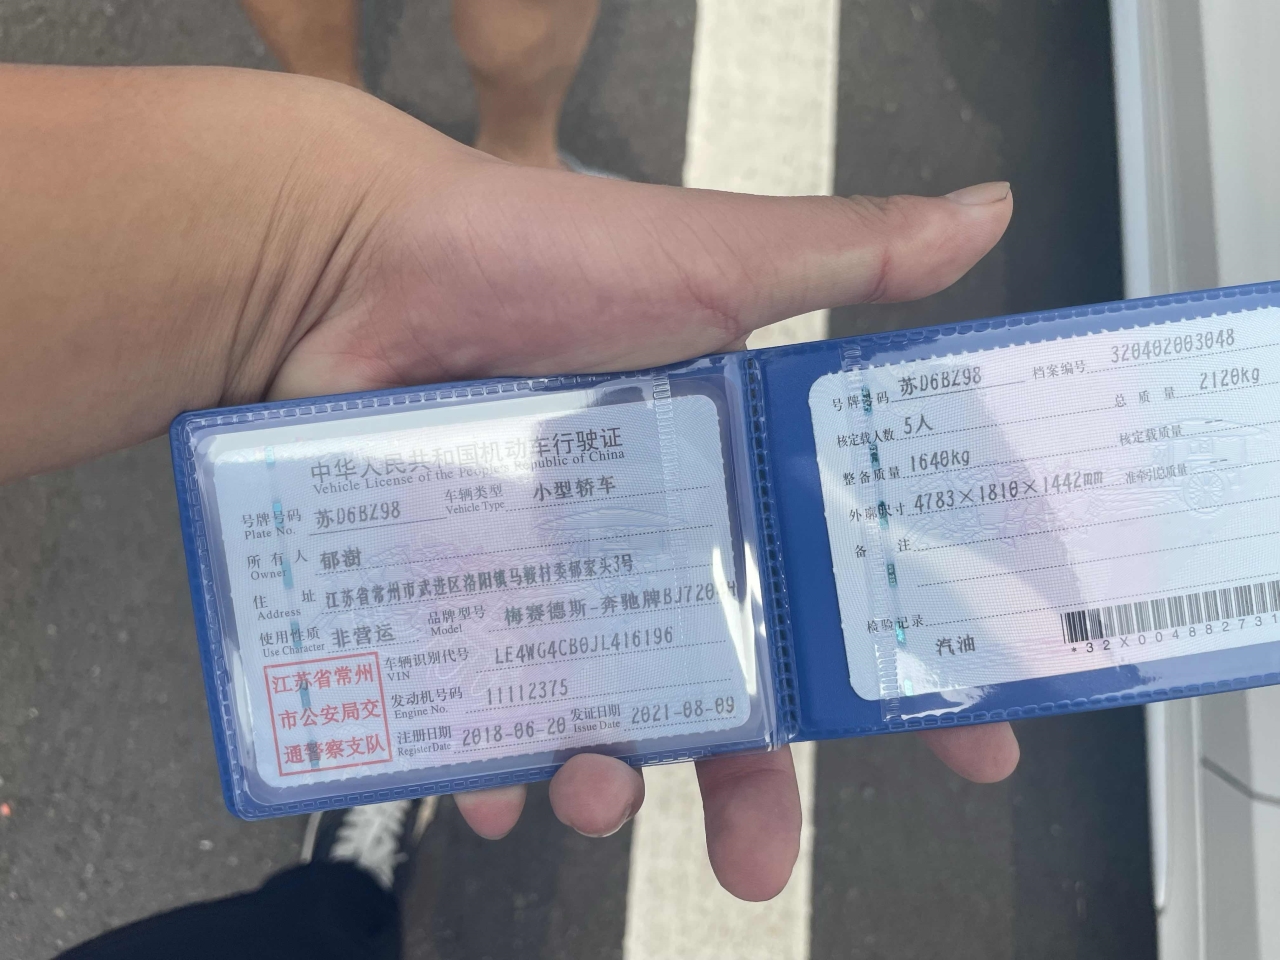 中华人民共和国机动车行驶证
Vehicle License of the People's Republic of China
号牌号码 苏D6BZ98 车辆类型 小型轿车
Plate No. Vehicle Type
所有人 郁澍
Owner
住址 江苏省常州市武进区洛阳镇马鞍村委郁家头3号
Address
使用性质 非营运 品牌型号 梅赛德斯-奔驰牌BJ720
Use Character Model
江苏省常州
市公安局交
通警察支队
车辆识别代号 LE4WG4CB0JL416196
VIN
发动机号码 11112375
Engine No.
注册日期 2018-06-20 发证日期 2021-08-09
Register Date Issue Date
号牌号码 苏D6BZ98 档案编号 320402003048
核定载人数 5人 总质量 2120kg
整备质量 1640kg 核定载质量 --
外廓尺寸 4783×1810×1442mm 准牵引总质量 --
备注
检验记录
汽油
*32X004882731